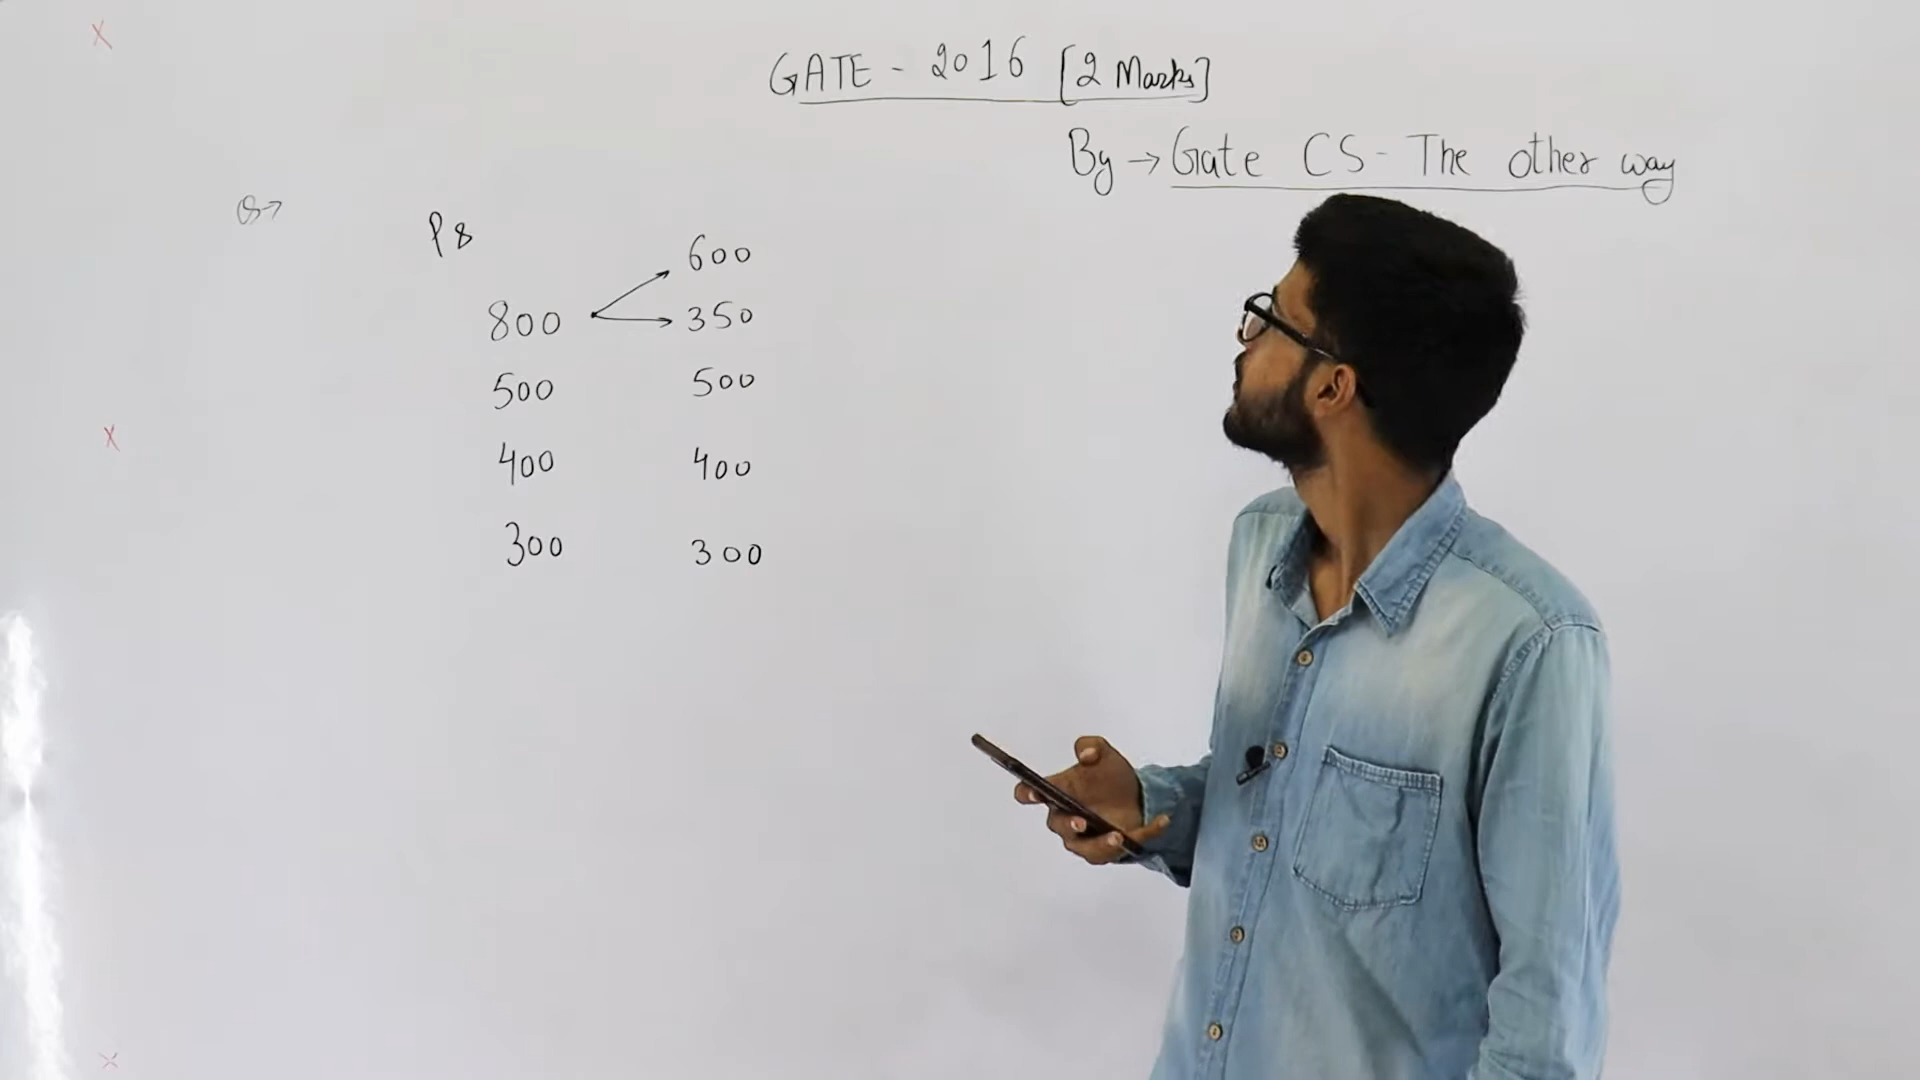 GATE - 2016 [2 Marks]
By → Gate CS - The other way
Q→
P8
600
800 350
500 500
400 400
300 300